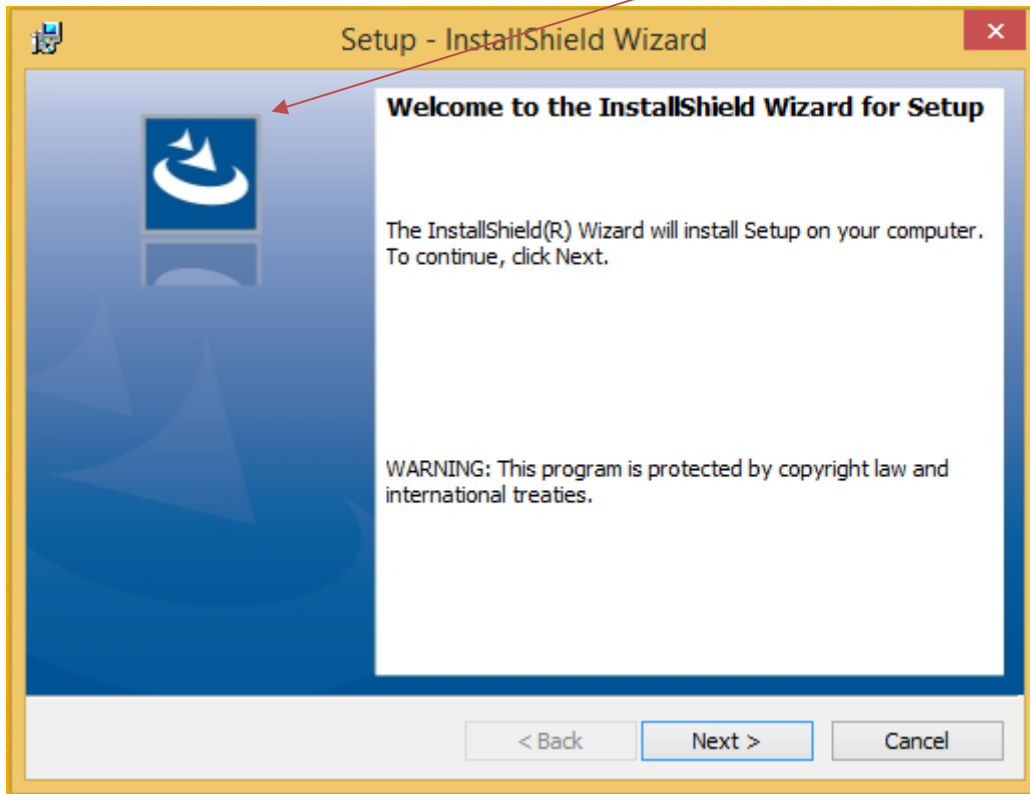 Setup - InstallShield Wizard
Welcome to the InstallShield Wizard for Setup
The InstallShield(R) Wizard will install Setup on your computer.
To continue, click Next.
WARNING: This program is protected by copyright law and
international treaties.
< Back
Next >
Cancel